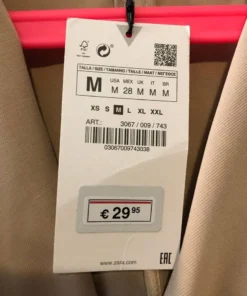 TALLA / SIZE / TAMANHO / TAILLE / MAAT / MĘRTINEK
M
USA MEX UK IT BR
M 28 M M M
XS S M L XL XXL
ART.: 3067 / 009 / 743
€ 29 95
03067009743038
www.zara.com
EAC